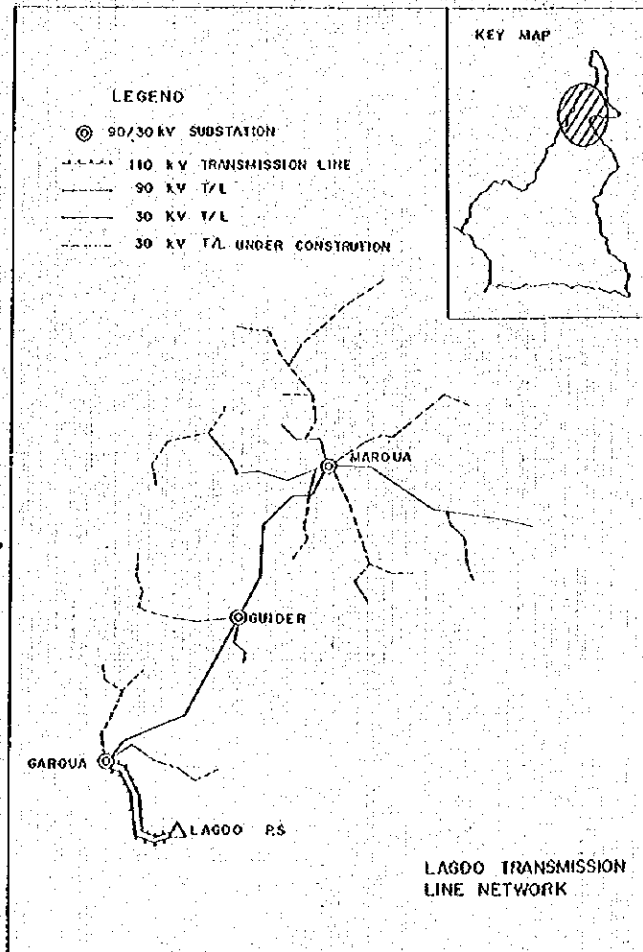 KEY MAP
LEGEND
90/30 KV SUBSTATION
110 KV TRANSMISSION LINE
90 KV T/L
30 KV T/L
30 KV T/L UNDER CONSTRUTION
MAROUA
GUIDER
GAROUA
LAGDO P.S
LAGDO TRANSMISSION
LINE NETWORK